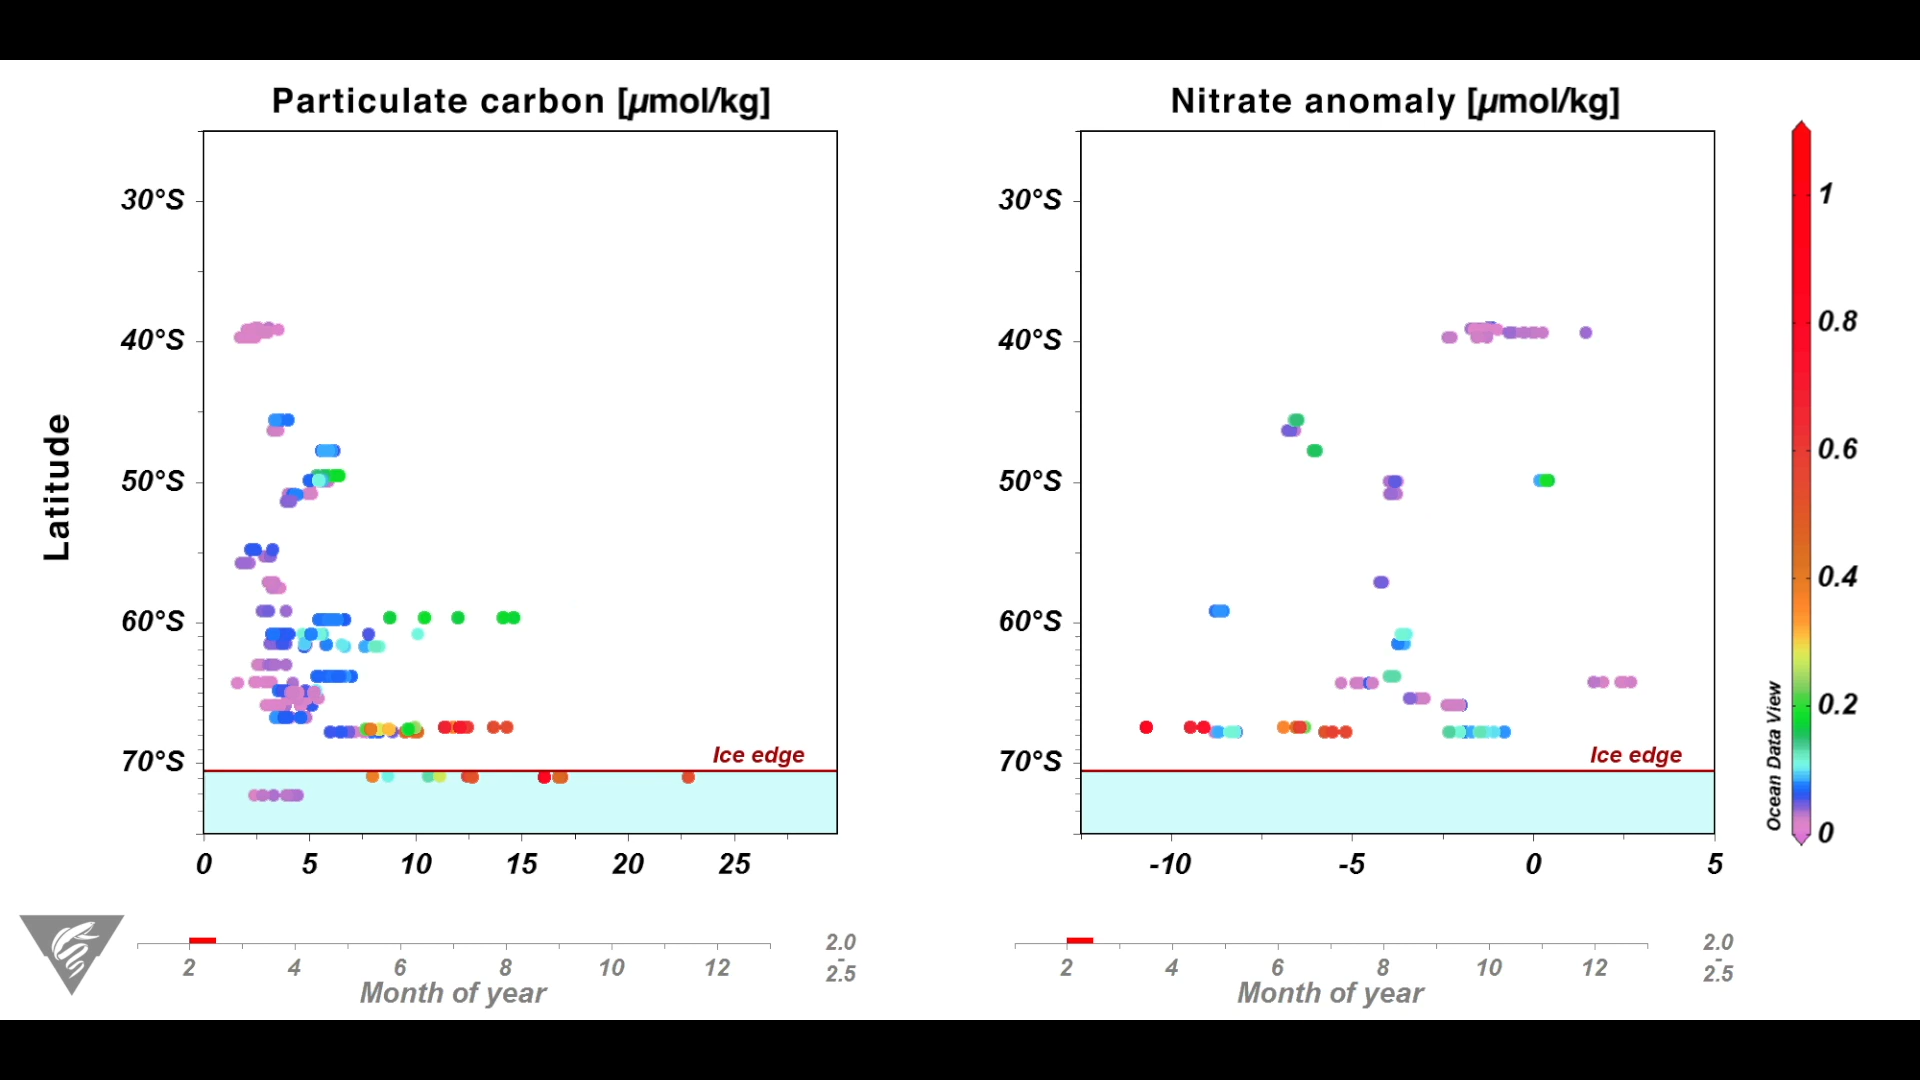 Particulate carbon [µmol/kg]
Nitrate anomaly [µmol/kg]
Latitude
30°S
40°S
50°S
60°S
70°S
Ice edge
0 5 10 15 20 25
30°S
40°S
50°S
60°S
70°S
Ice edge
-10 -5 0 5
1
0.8
0.6
0.4
0.2
0
Ocean Data View
2 4 6 8 10 12
Month of year
2.0
-
2.5
2 4 6 8 10 12
Month of year
2.0
-
2.5